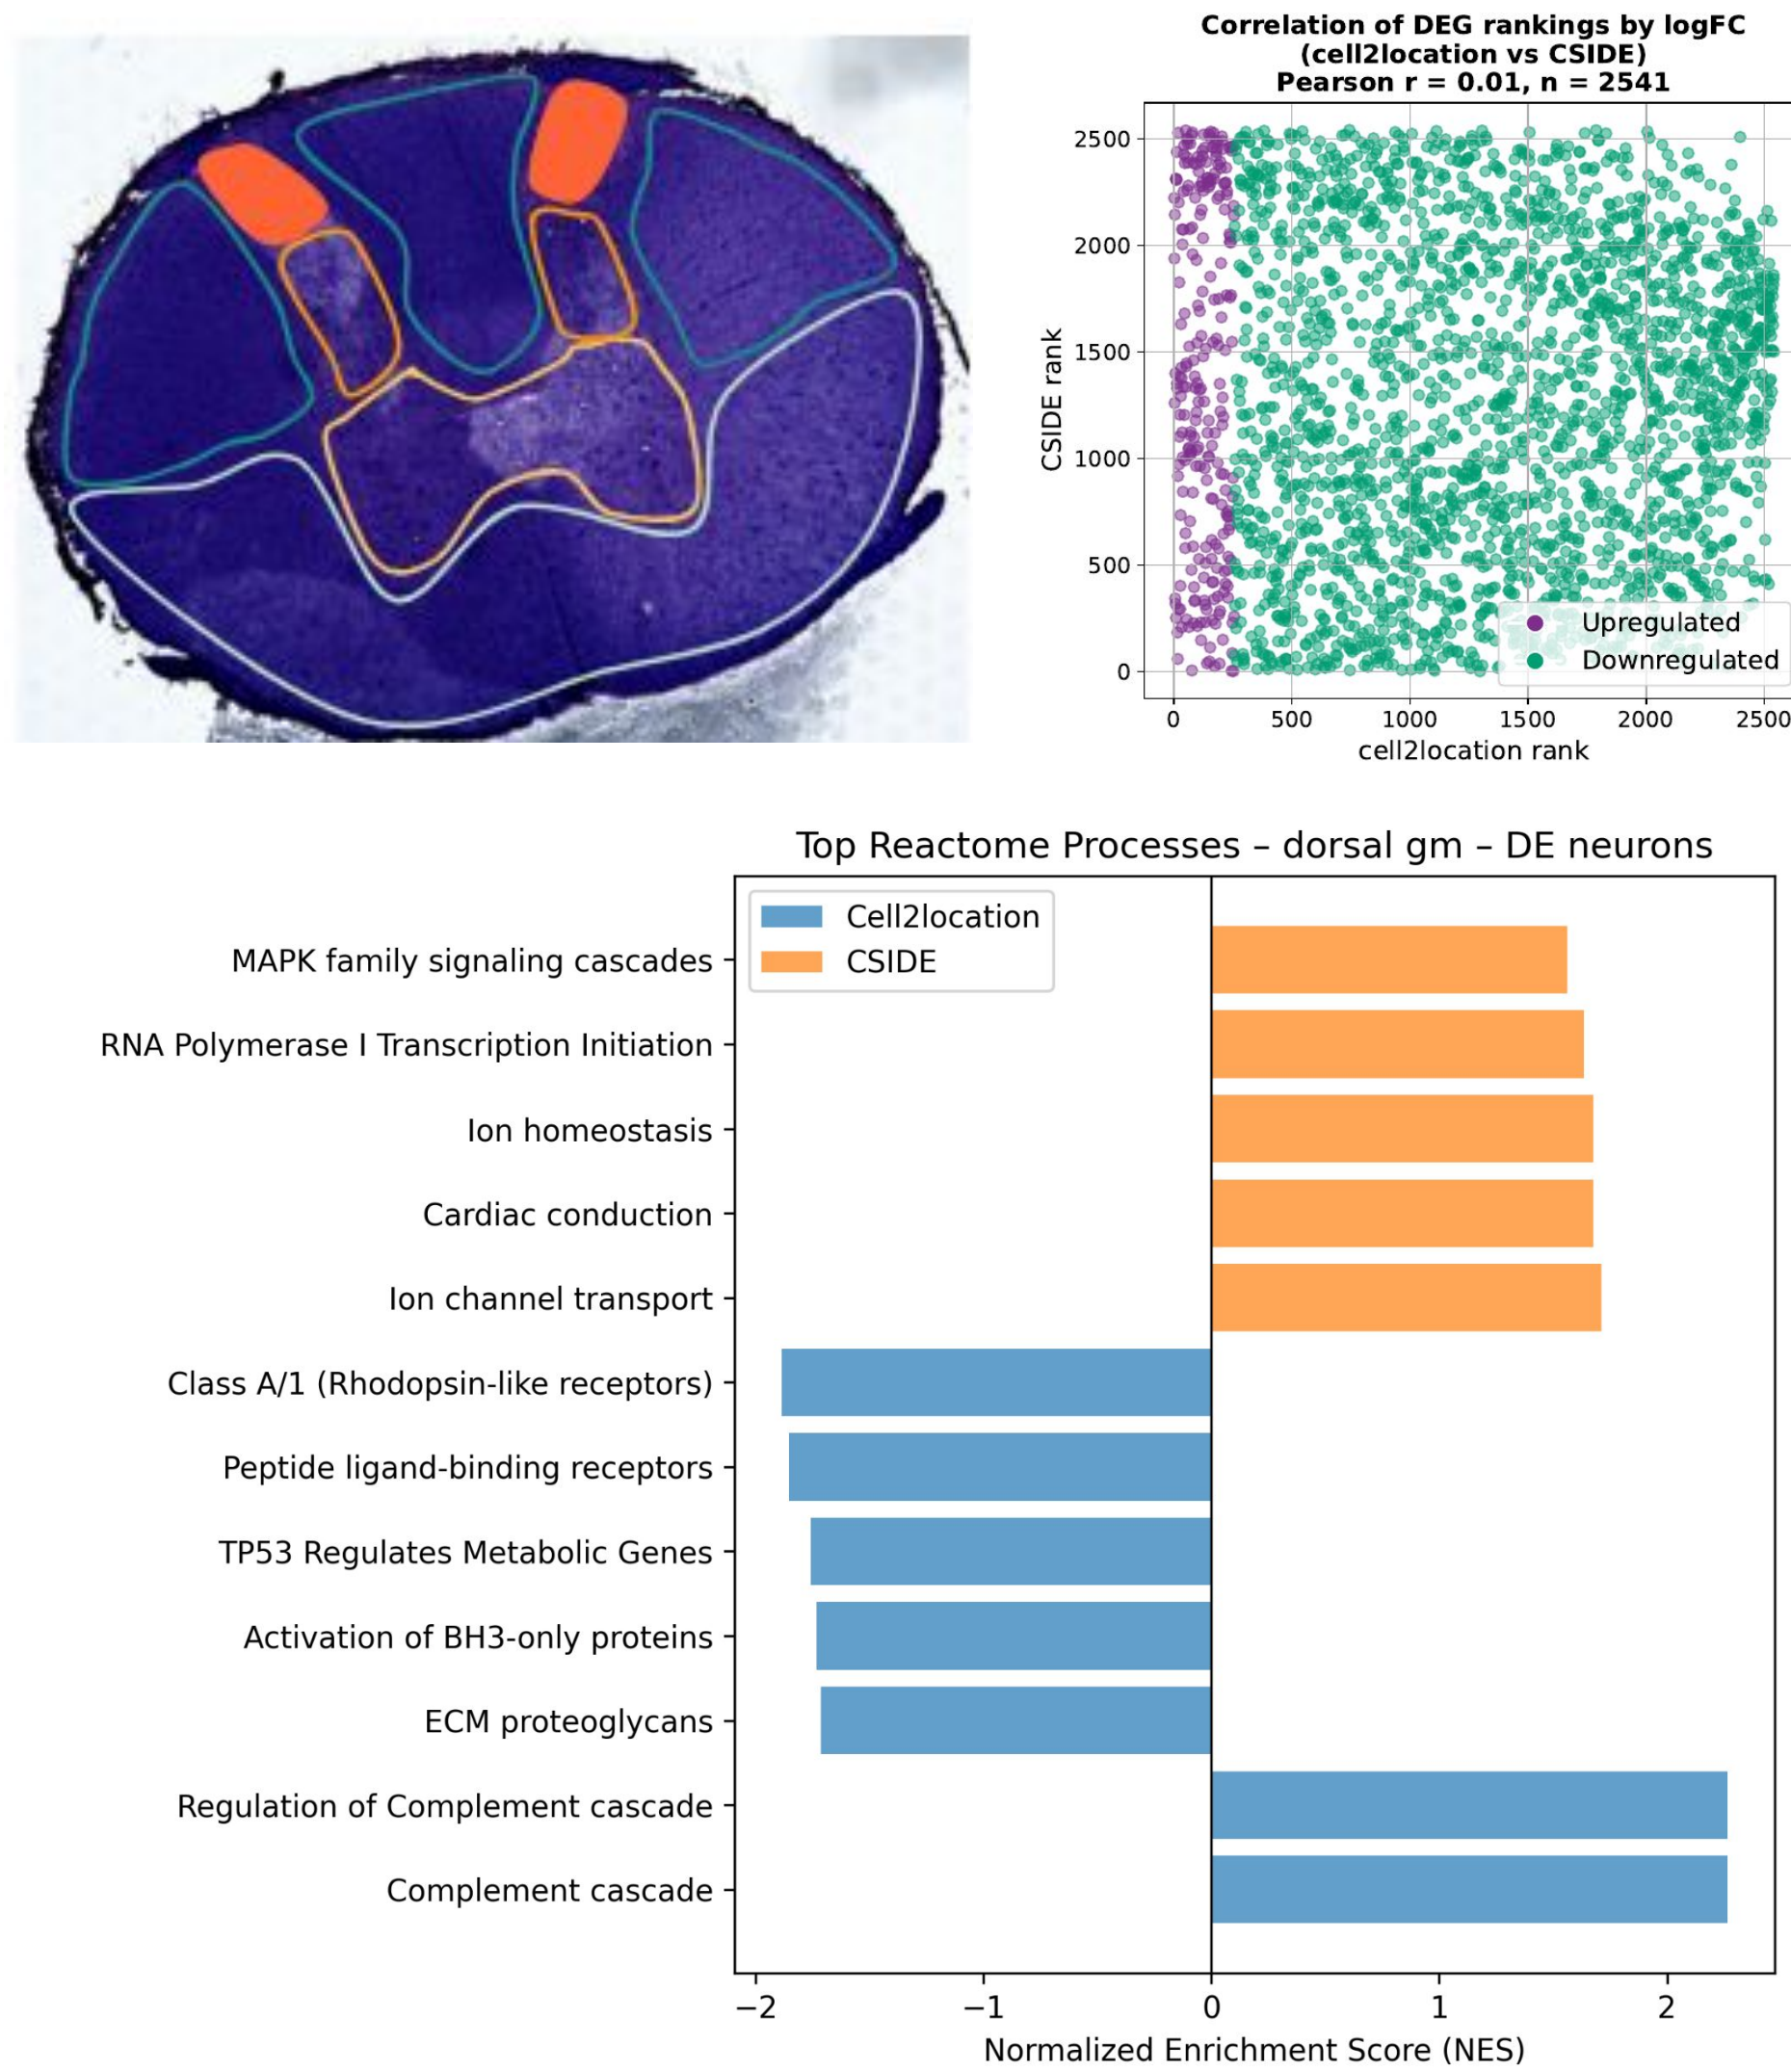 Correlation of DEG rankings by logFC
(cell2location vs CSIDE)
Pearson r = 0.01, n = 2541
2500
2000
1500
1000
500
0
CSIDE rank
Upregulated
Downregulated
0 500 1000 1500 2000 2500
cell2location rank
Top Reactome Processes – dorsal gm – DE neurons
Cell2location
CSIDE
MAPK family signaling cascades
RNA Polymerase I Transcription Initiation
Ion homeostasis
Cardiac conduction
Ion channel transport
Class A/1 (Rhodopsin-like receptors)
Peptide ligand-binding receptors
TP53 Regulates Metabolic Genes
Activation of BH3-only proteins
ECM proteoglycans
Regulation of Complement cascade
Complement cascade
−2 −1 0 1 2
Normalized Enrichment Score (NES)